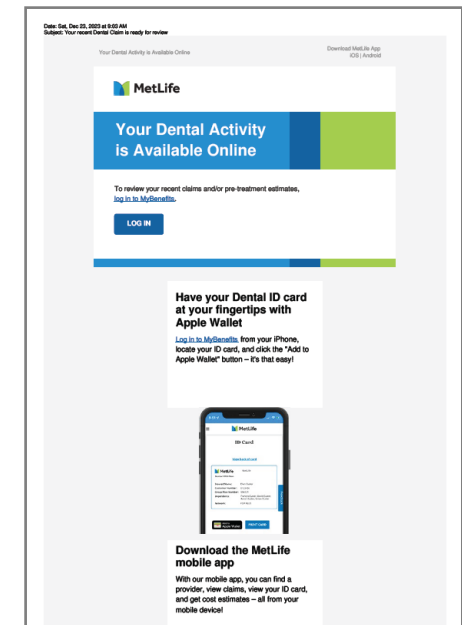 Date: Sat, Dec 23, 2023 at 9:03 AM
Subject: Your recent Dental Claim is ready for review
Your Dental Activity is Available Online
Download MetLife App
iOS | Android
MetLife
Your Dental Activity
is Available Online
To review your recent claims and/or pre-treatment estimates,
log in to MyBenefits.
LOG IN
Have your Dental ID card
at your fingertips with
Apple Wallet
Log in to MyBenefits from your iPhone,
locate your ID card, and click the "Add to
Apple Wallet" button – it's that easy!
MetLife
ID Card
MetLife
Apple Wallet
PRINT CARD
Download the MetLife
mobile app
With our mobile app, you can find a
provider, view claims, view your ID card,
and get cost estimates – all from your
mobile device!